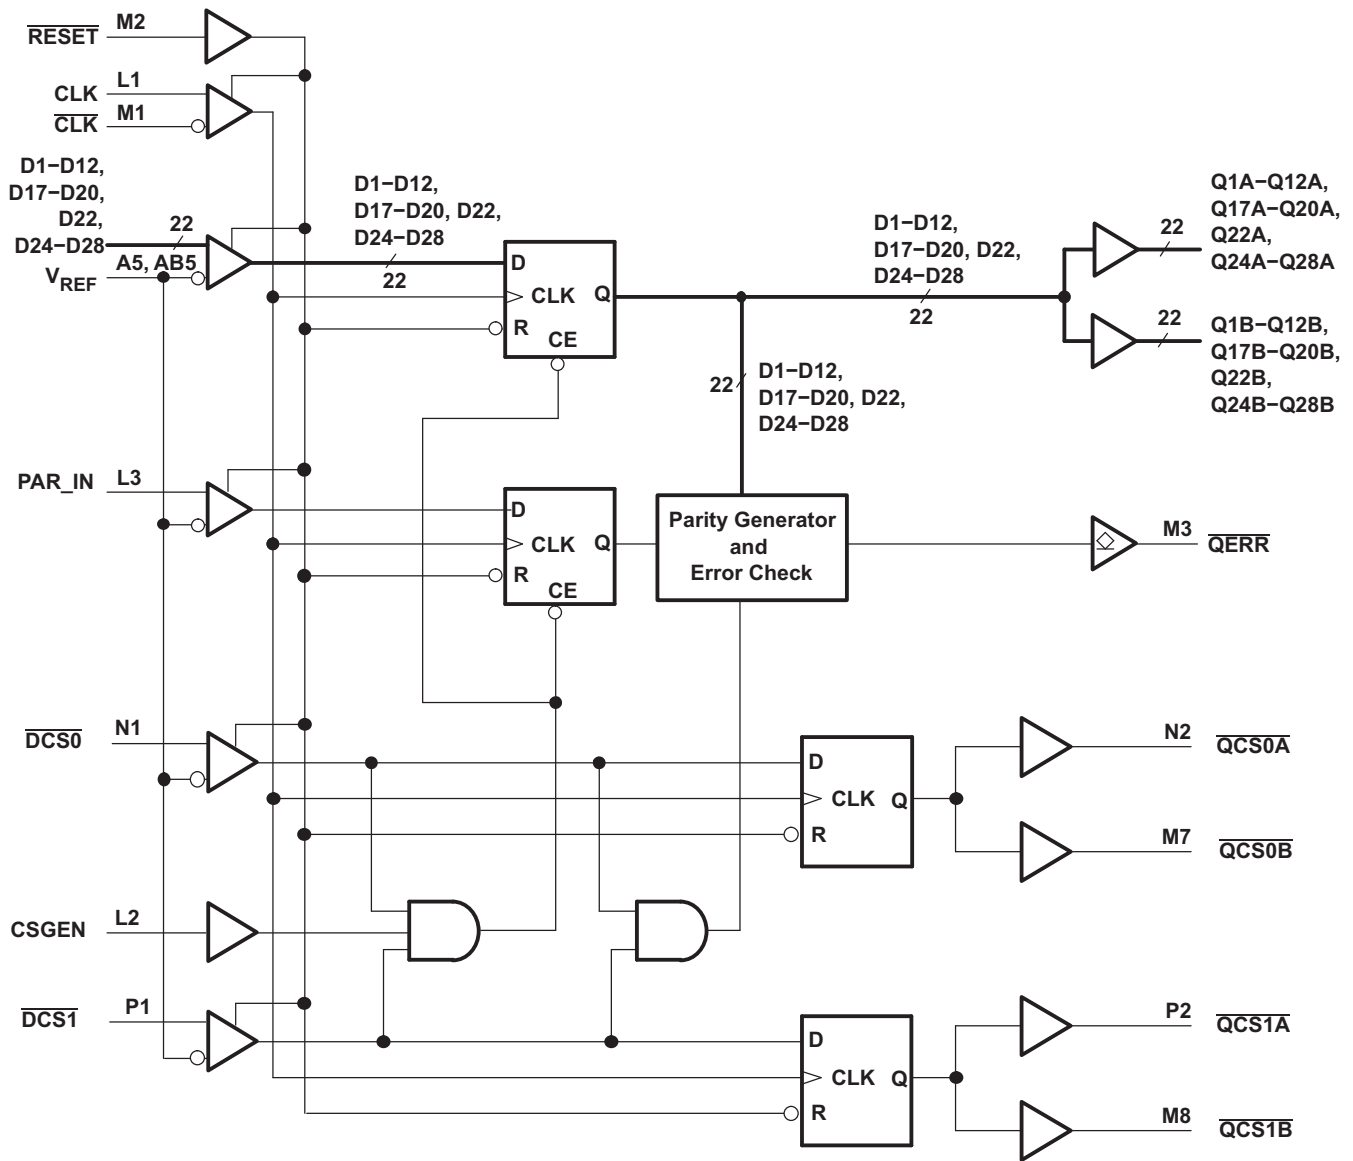 RESET M2
CLK L1
CLK M1
D1−D12,
D17−D20,
D22,
D24−D28
22
VREF A5, AB5
D1−D12,
D17−D20, D22,
D24−D28
22
D
CLK Q
R
CE
D1−D12,
D17−D20, D22,
D24−D28
22
22
Q1A−Q12A,
Q17A−Q20A,
Q22A,
Q24A−Q28A
22
Q1B−Q12B,
Q17B−Q20B,
Q22B,
Q24B−Q28B
22
D1−D12,
D17−D20, D22,
D24−D28
PAR_IN L3
D
CLK Q
R
CE
Parity Generator
and
Error Check
M3 QERR
DCS0 N1
D
CLK Q
R
N2 QCS0A
M7 QCS0B
CSGEN L2
DCS1 P1
D
CLK Q
R
P2 QCS1A
M8 QCS1B